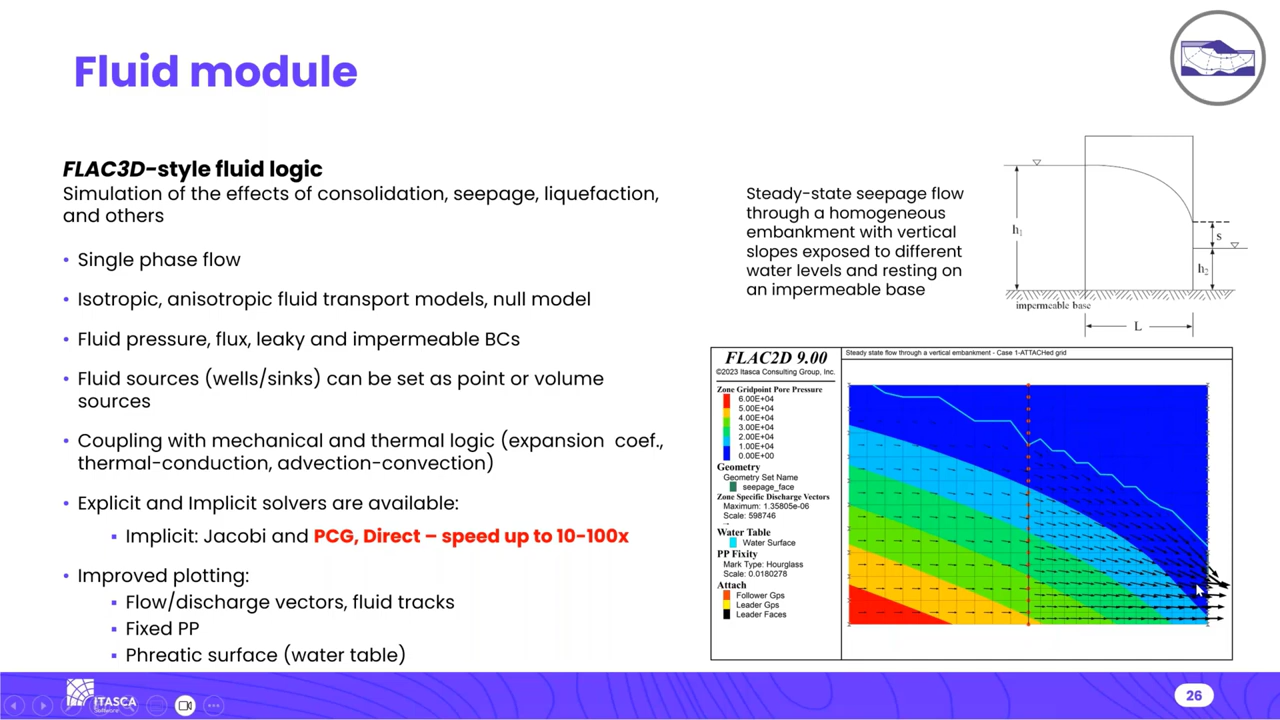 Fluid module
FLAC3D-style fluid logic
Simulation of the effects of consolidation, seepage, liquefaction,
and others
• Single phase flow
• Isotropic, anisotropic fluid transport models, null model
• Fluid pressure, flux, leaky and impermeable BCs
• Fluid sources (wells/sinks) can be set as point or volume
sources
• Coupling with mechanical and thermal logic (expansion coef.,
thermal-conduction, advection-convection)
• Explicit and Implicit solvers are available:
▪ Implicit: Jacobi and PCG, Direct – speed up to 10-100x
• Improved plotting:
▪ Flow/discharge vectors, fluid tracks
▪ Fixed PP
▪ Phreatic surface (water table)
Steady-state seepage flow
through a homogeneous
embankment with vertical
slopes exposed to different
water levels and resting on
an impermeable base
h₁
s
h₂
impermeable base
L
FLAC2D 9.00
©2023 Itasca Consulting Group, Inc.
Zone Gridpoint Pore Pressure
6.00E+04
5.00E+04
4.00E+04
3.00E+04
2.00E+04
1.00E+04
0.00E+00
Geometry
Geometry Set Name
seepage_face
Zone Specific Discharge Vectors
Maximum: 1.35805e-06
Scale: 598746
Water Table
Water Surface
PP Fixity
Mark Type: Hourglass
Scale: 0.0180278
Attach
Follower Gps
Leader Gps
Leader Faces
Steady state flow through a vertical embankment - Case 1-ATTACHed grid
ITASCA
Software
26